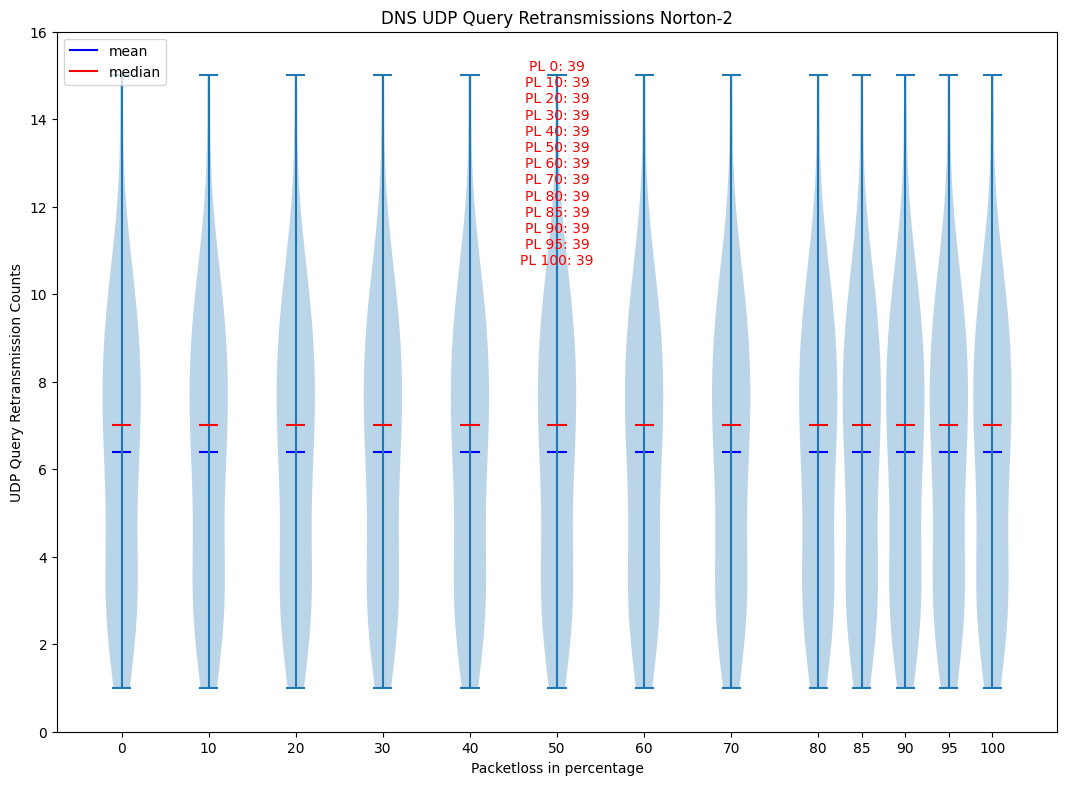 DNS UDP Query Retransmissions Norton-2
mean
median
PL 0: 39
PL 10: 39
PL 20: 39
PL 30: 39
PL 40: 39
PL 50: 39
PL 60: 39
PL 70: 39
PL 80: 39
PL 85: 39
PL 90: 39
PL 95: 39
PL 100: 39
UDP Query Retransmission Counts
16
14
12
10
8
6
4
2
0
0 10 20 30 40 50 60 70 80 85 90 95 100
Packetloss in percentage